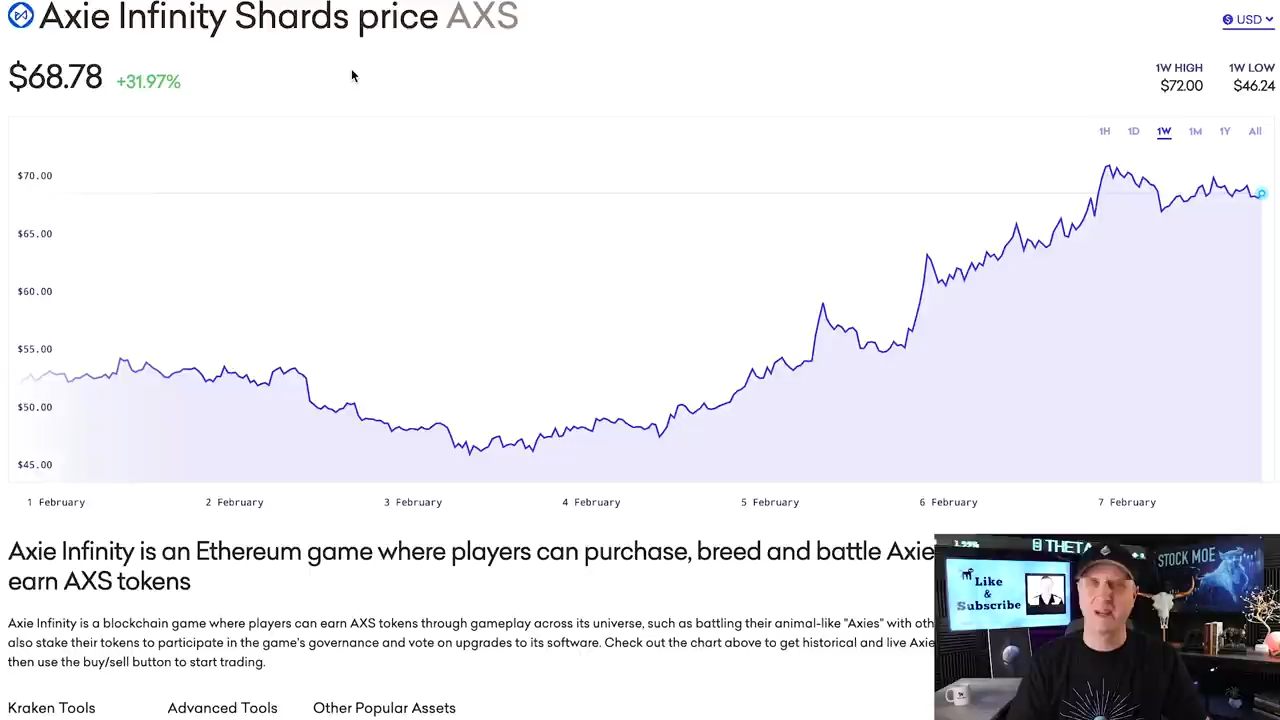 Axie Infinity Shards price AXS
USD
$68.78 +31.97%
1W HIGH
$72.00
1W LOW
$46.24
1H 1D 1W 1M 1Y All
$70.00
$65.00
$60.00
$55.00
$50.00
$45.00
1 February 2 February 3 February 4 February 5 February 6 February 7 February
Axie Infinity is an Ethereum game where players can purchase, breed and battle Axie
earn AXS tokens
Axie Infinity is a blockchain game where players can earn AXS tokens through gameplay across its universe, such as battling their animal-like "Axies" with oth
also stake their tokens to participate in the game's governance and vote on upgrades to its software. Check out the chart above to get historical and live Axie
then use the buy/sell button to start trading.
Kraken Tools Advanced Tools Other Popular Assets
1.99% THETA
STOCK MOE
Like
&
Subscribe